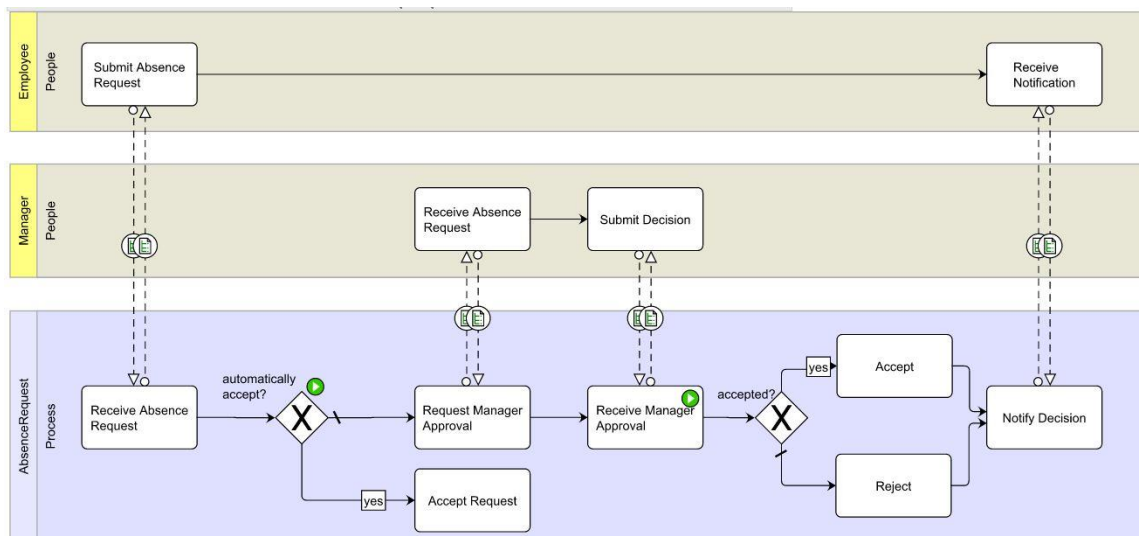 Employee
People
Submit Absence
Request
Receive
Notification
Manager
People
Receive Absence
Request
Submit Decision
AbsenceRequest
Process
automatically
accept?
Receive Absence
Request
X
Request Manager
Approval
Receive Manager
Approval
accepted?
X
yes
Accept
Notify Decision
yes
Accept Request
Reject